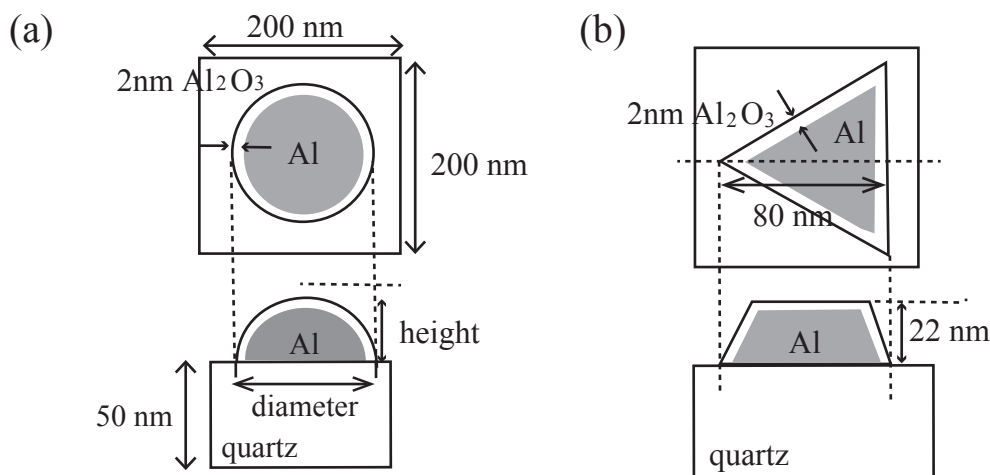 (a)
200 nm
2nm Al2O3
Al
200 nm
Al
height
50 nm
diameter
quartz
(b)
2nm Al2O3
Al
80 nm
Al
22 nm
quartz